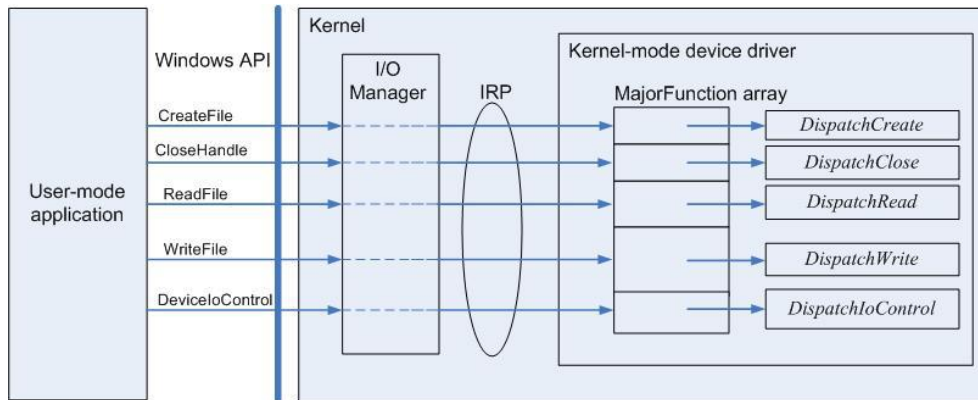 Kernel
Kernel-mode device driver
Windows API
I/O
Manager
IRP
MajorFunction array
CreateFile
DispatchCreate
CloseHandle
DispatchClose
User-mode
application
ReadFile
DispatchRead
WriteFile
DispatchWrite
DeviceIoControl
DispatchIoControl